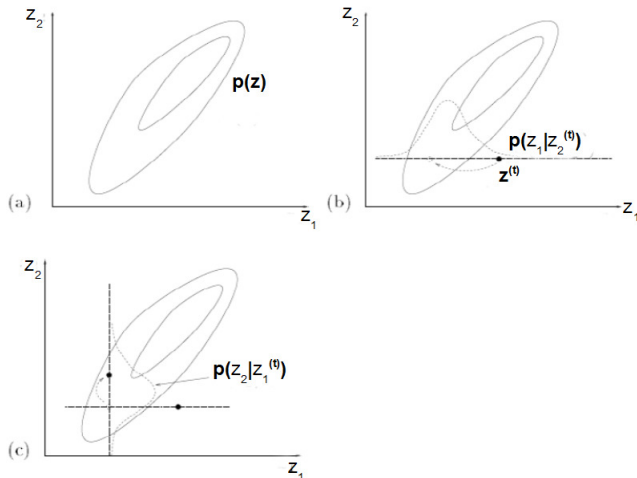 z₂
p(z)
(a)
z₁
z₂
p(z₁|z₂⁽ᵗ⁾)
z⁽ᵗ⁾
(b)
z₁
z₂
p(z₂|z₁⁽ᵗ⁾)
(c)
z₁